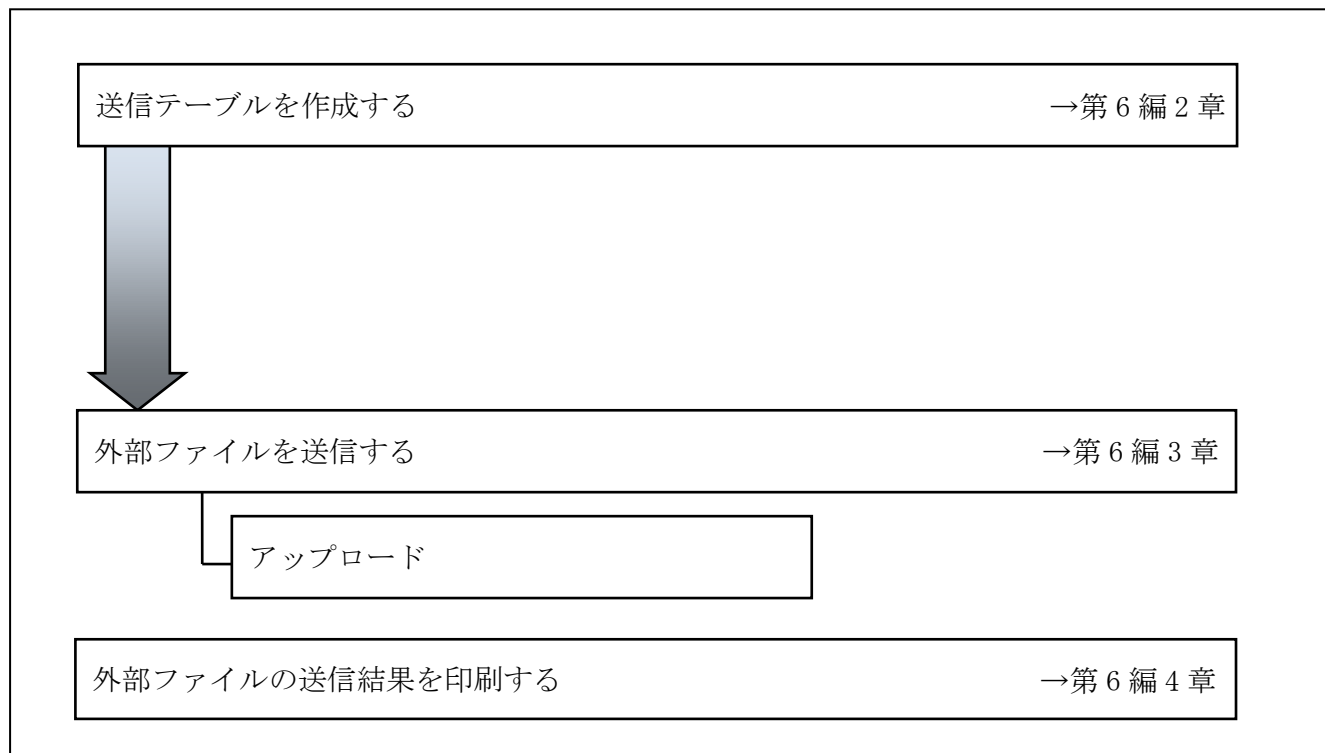 送信テーブルを作成する →第6編2章
外部ファイルを送信する →第6編3章
アップロード
外部ファイルの送信結果を印刷する →第6編4章